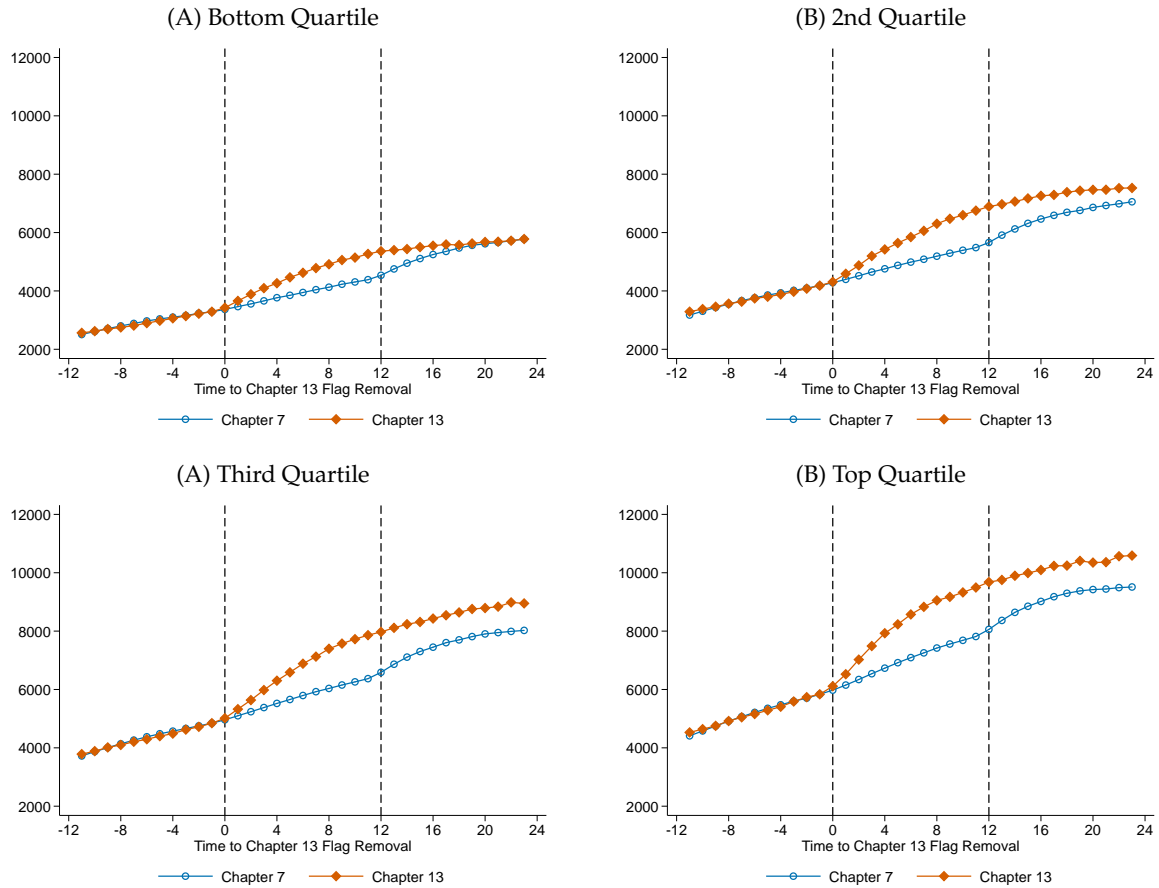 (A) Bottom Quartile
12000
10000
8000
6000
4000
2000
-12 -8 -4 0 4 8 12 16 20 24
Time to Chapter 13 Flag Removal
Chapter 7 Chapter 13
(B) 2nd Quartile
12000
10000
8000
6000
4000
2000
-12 -8 -4 0 4 8 12 16 20 24
Time to Chapter 13 Flag Removal
Chapter 7 Chapter 13
(A) Third Quartile
12000
10000
8000
6000
4000
2000
-12 -8 -4 0 4 8 12 16 20 24
Time to Chapter 13 Flag Removal
Chapter 7 Chapter 13
(B) Top Quartile
12000
10000
8000
6000
4000
2000
-12 -8 -4 0 4 8 12 16 20 24
Time to Chapter 13 Flag Removal
Chapter 7 Chapter 13